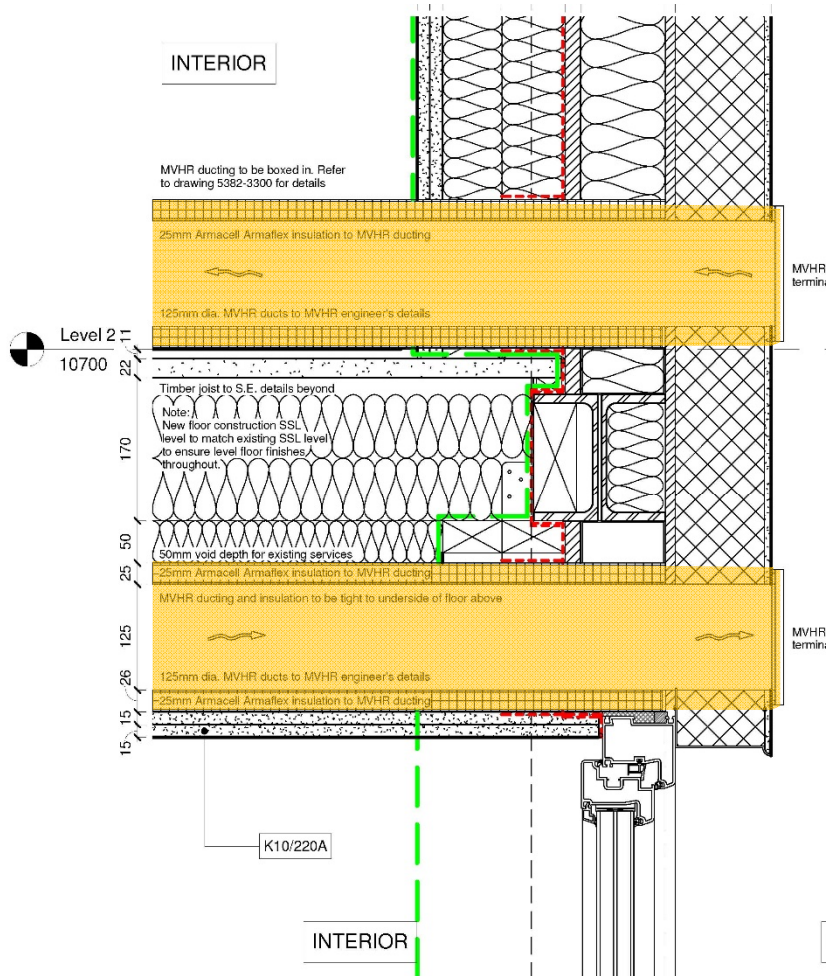 INTERIOR
MVHR ducting to be boxed in. Refer
to drawing 5382-3300 for details
25mm Armacell Armaflex insulation to MVHR ducting
125mm dia. MVHR ducts to MVHR engineer's details
MVHR
termina
Level 2
10700
11
22
Timber joist to S.E. details beyond
Note:
New floor construction SSL
level to match existing SSL level
to ensure level floor finishes
throughout.
170
50
50mm void depth for existing services
25
25mm Armacell Armaflex insulation to MVHR ducting
MVHR ducting and insulation to be tight to underside of floor above
125
MVHR
termina
125mm dia. MVHR ducts to MVHR engineer's details
26
25mm Armacell Armaflex insulation to MVHR ducting
15
15
K10/220A
INTERIOR